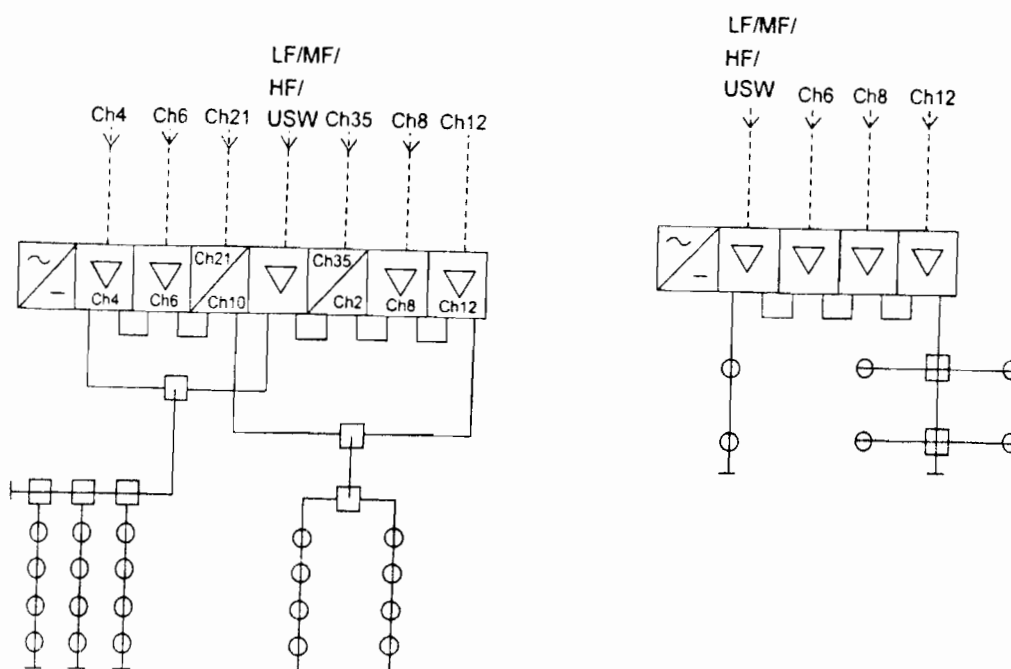 LF/MF/
HF/
USW
Ch4 Ch6 Ch21 Ch35 Ch8 Ch12
Ch21 Ch35
Ch4 Ch6 Ch10 Ch2 Ch8 Ch12
LF/MF/
HF/
USW
Ch6 Ch8 Ch12